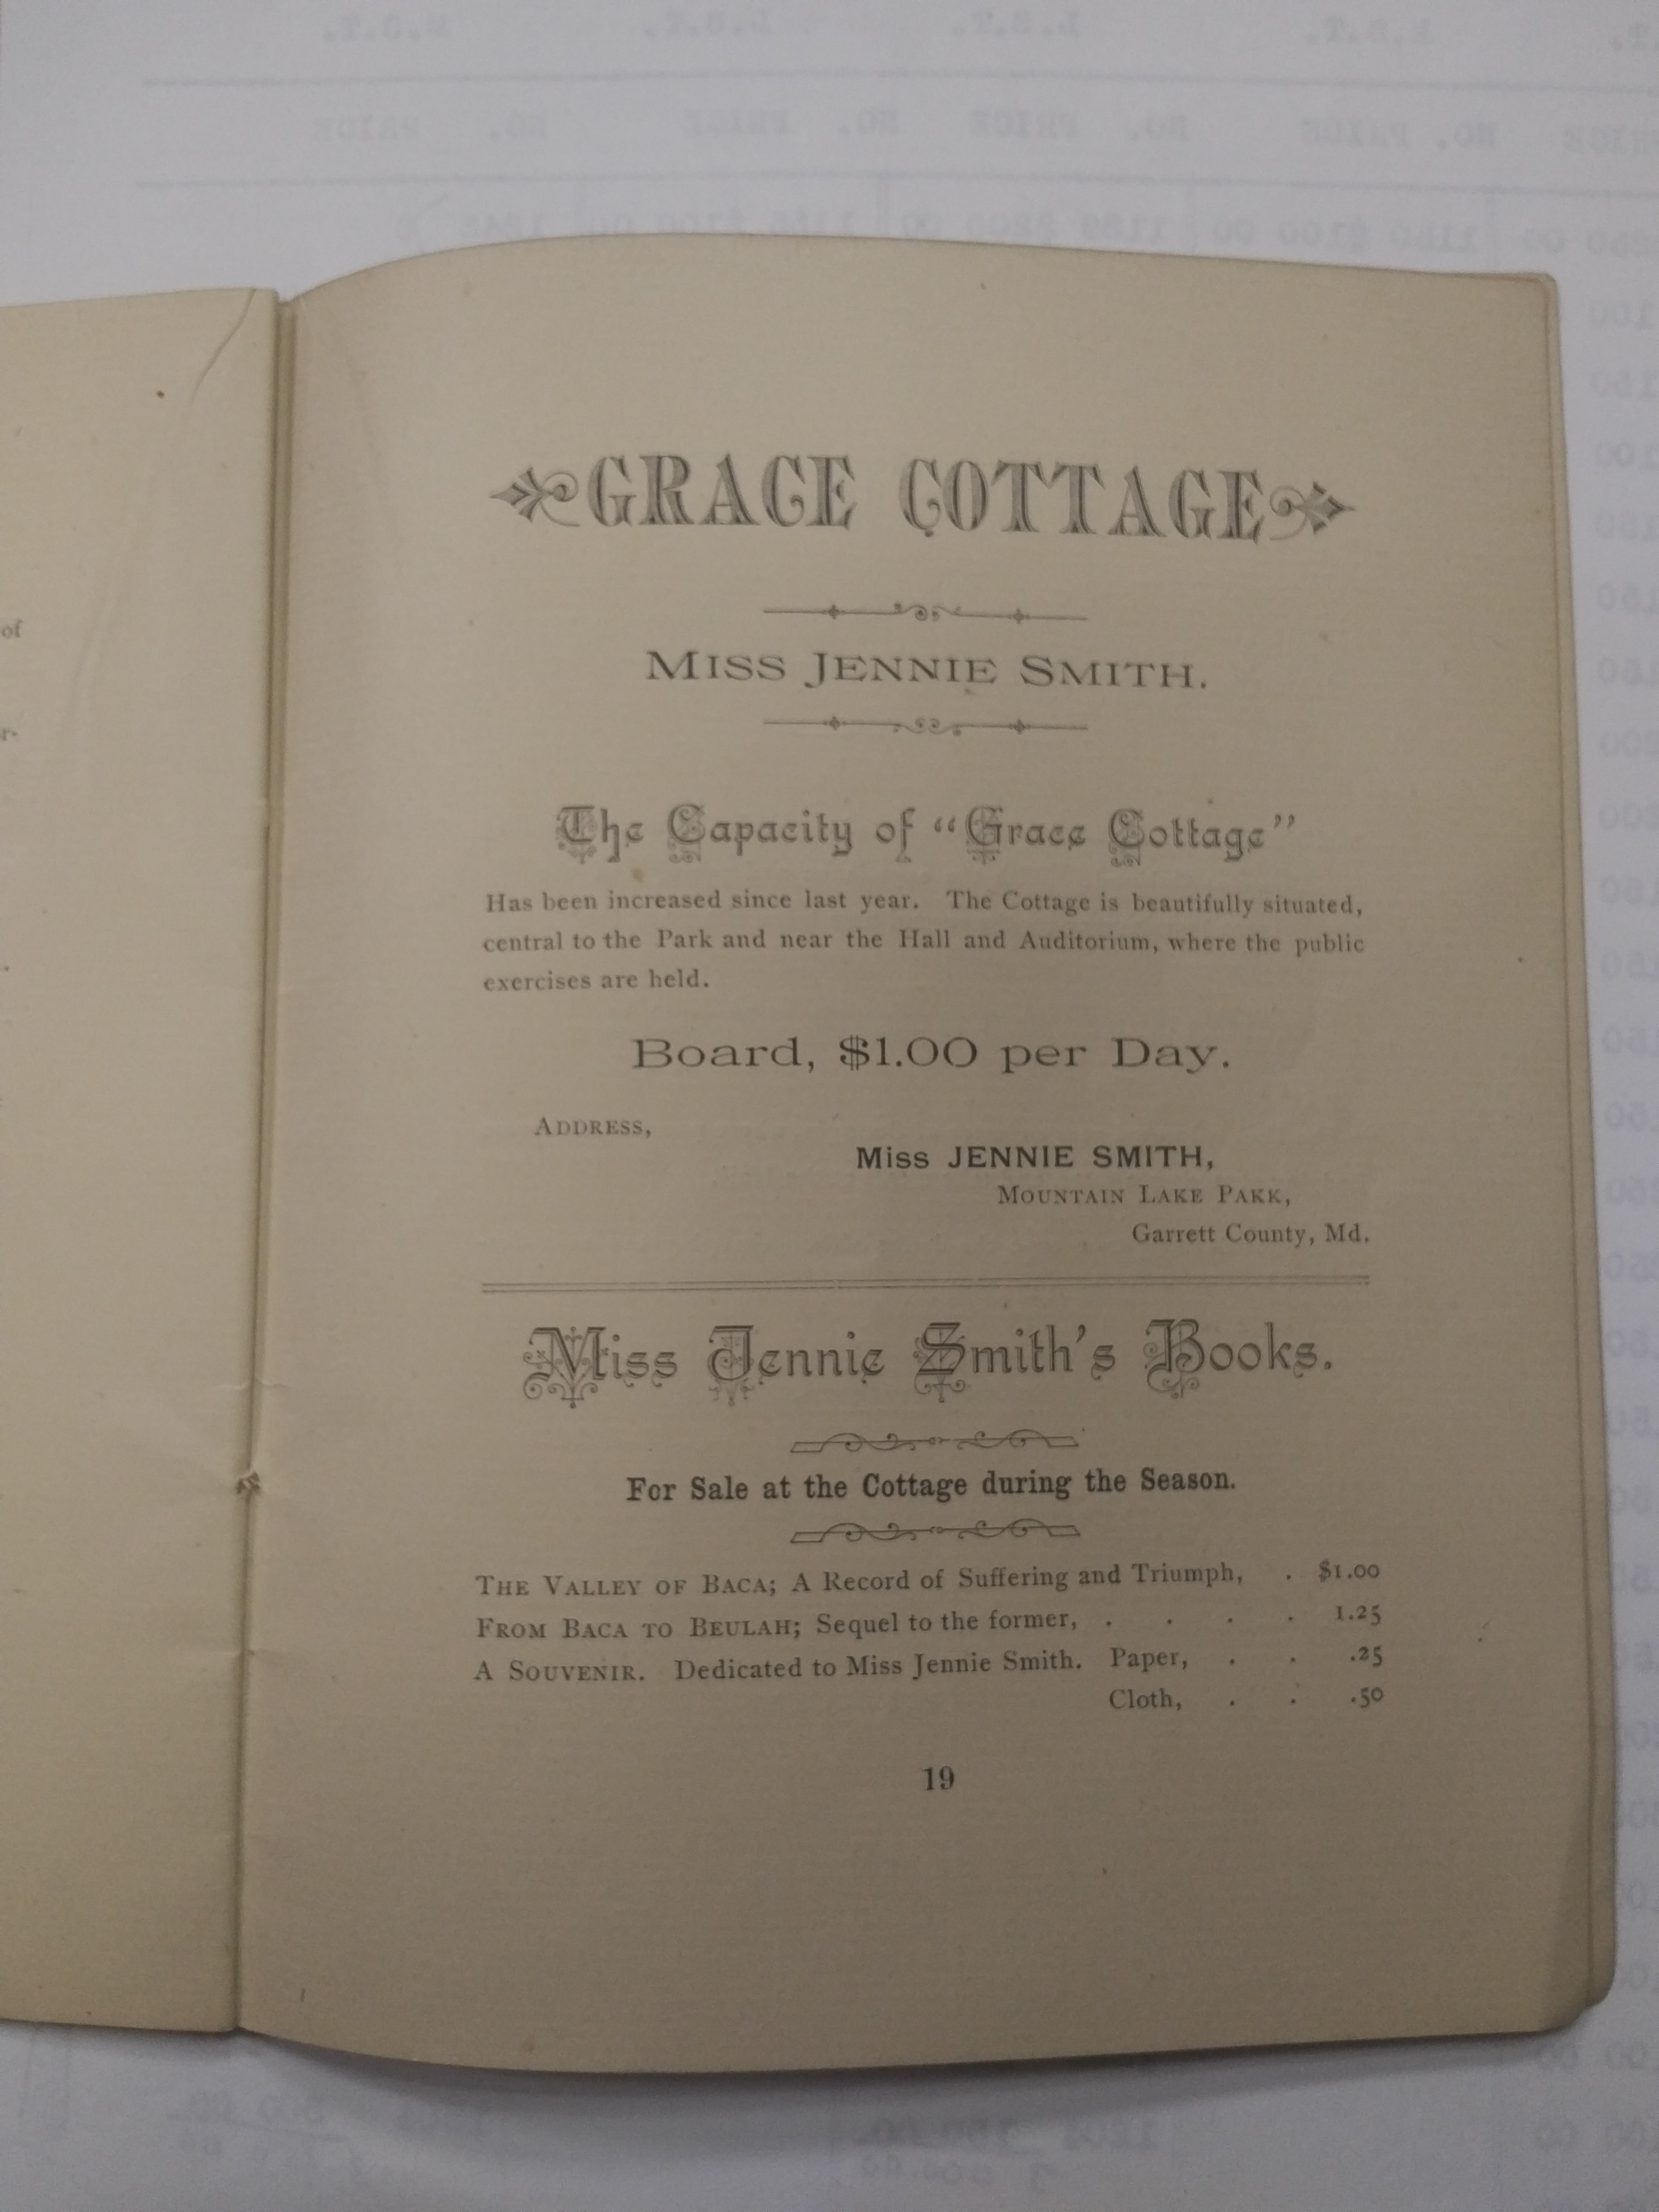 of
r-
GRACE COTTAGE
MISS JENNIE SMITH.
The Capacity of "Grace Cottage"
Has been increased since last year. The Cottage is beautifully situated,
central to the Park and near the Hall and Auditorium, where the public
exercises are held.
Board, $1.00 per Day.
ADDRESS,
Miss JENNIE SMITH,
MOUNTAIN LAKE PAKK,
Garrett County, Md.
Miss Jennie Smith's Books.
For Sale at the Cottage during the Season.
THE VALLEY OF BACA; A Record of Suffering and Triumph, . $1.00
FROM BACA TO BEULAH; Sequel to the former, . . . . 1.25
A SOUVENIR. Dedicated to Miss Jennie Smith. Paper, . . .25
Cloth, . . .50
19